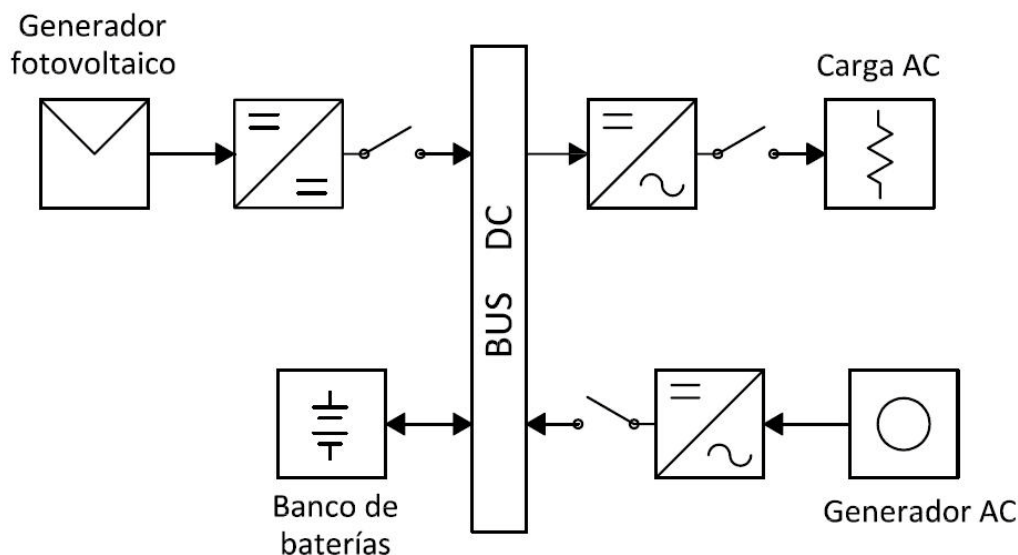 Generador
fotovoltaico
Carga AC
BUS DC
Banco de
baterías
Generador AC